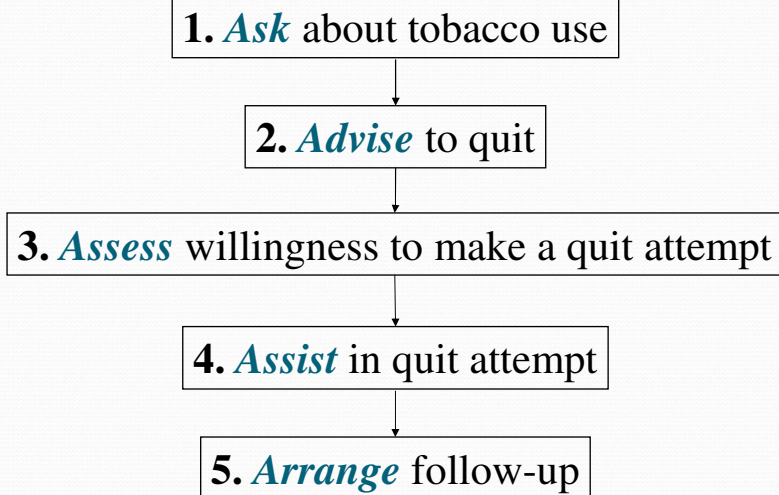 1. Ask about tobacco use
2. Advise to quit
3. Assess willingness to make a quit attempt
4. Assist in quit attempt
5. Arrange follow-up